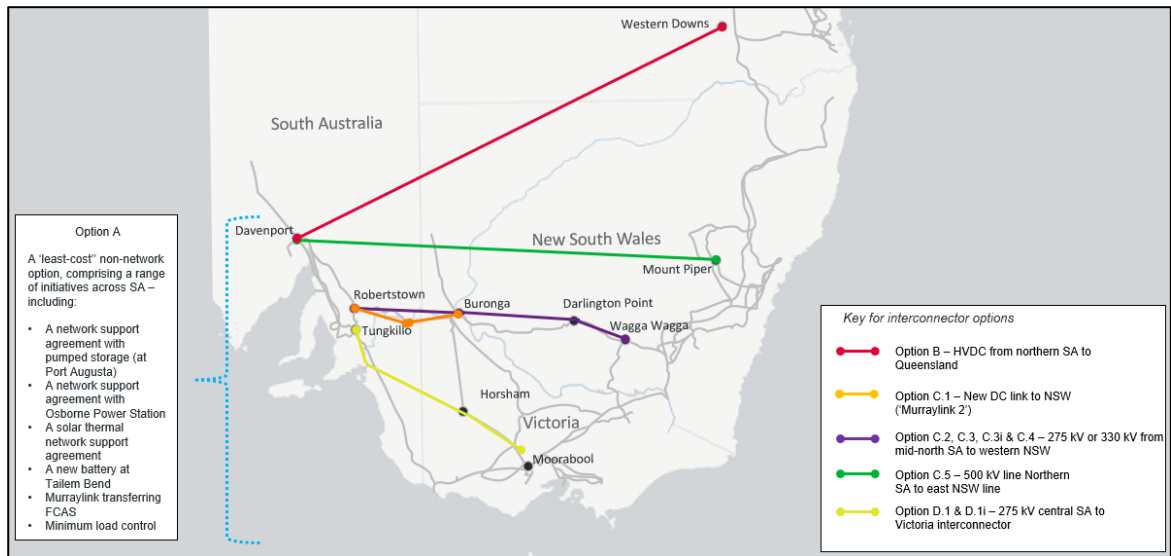 Western Downs
South Australia
Davenport
New South Wales
Mount Piper
Robertstown
Buronga
Darlington Point
Tungkillo
Wagga Wagga
Horsham
Victoria
Moorabool
Option A
A ‘least-cost” non-network
option, comprising a range
of initiatives across SA –
including:
• A network support
agreement with
pumped storage (at
Port Augusta)
• A network support
agreement with
Osborne Power Station
• A solar thermal
network support
agreement
• A new battery at
Tailem Bend
• Murraylink transferring
FCAS
• Minimum load control
Key for interconnector options
Option B – HVDC from northern SA to
Queensland
Option C.1 – New DC link to NSW
(‘Murraylink 2’)
Option C.2, C.3, C.3i & C.4 – 275 kV or 330 kV from
mid-north SA to western NSW
Option C.5 – 500 kV line Northern
SA to east NSW line
Option D.1 & D.1i – 275 kV central SA to
Victoria interconnector